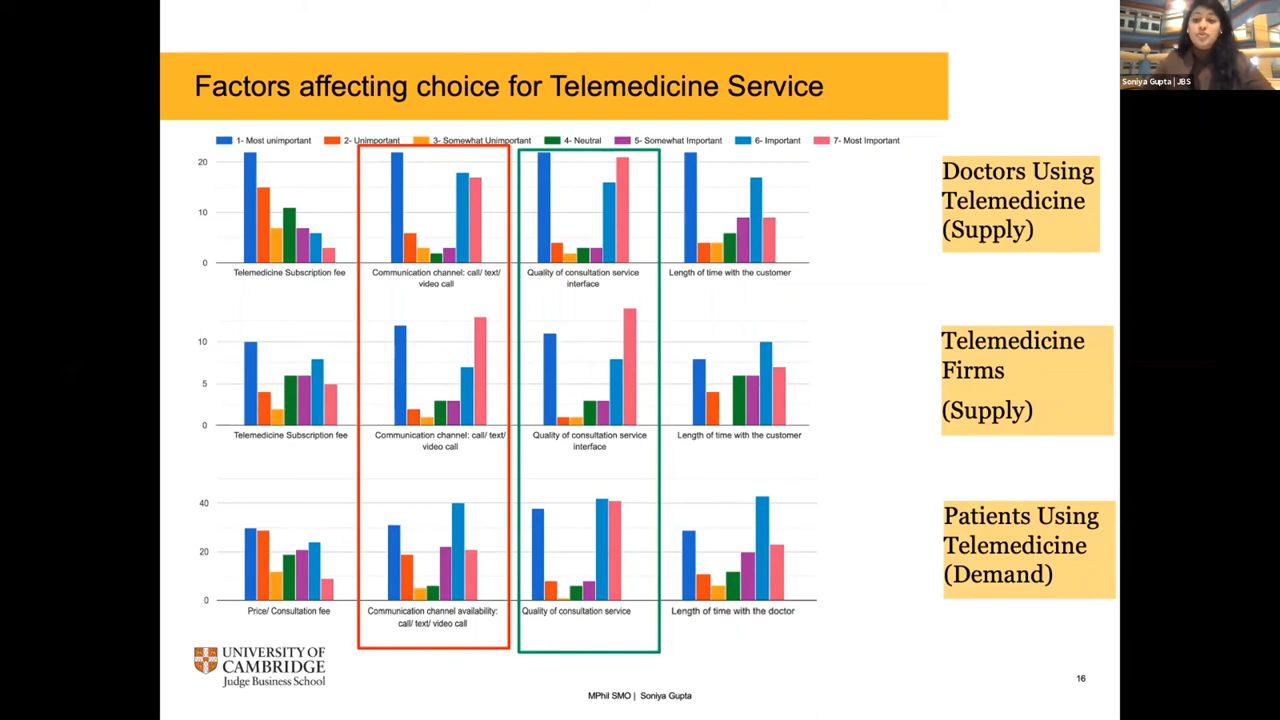 Soniya Gupta | JBS
Factors affecting choice for Telemedicine Service
1- Most unimportant
2- Unimportant
3- Somewhat Unimportant
4- Neutral
5- Somewhat Important
6- Important
7- Most Important
20
10
0
Telemedicine Subscription fee
Communication channel: call/ text/
video call
Quality of consultation service
interface
Length of time with the customer
Doctors Using
Telemedicine
(Supply)
10
5
0
Telemedicine Subscription fee
Communication channel: call/ text/
video call
Quality of consultation service
interface
Length of time with the customer
Telemedicine
Firms
(Supply)
40
20
0
Price/ Consultation fee
Communication channel availability:
call/ text/ video call
Quality of consultation service
Length of time with the doctor
Patients Using
Telemedicine
(Demand)
UNIVERSITY OF
CAMBRIDGE
Judge Business School
16
MPhil SMO | Soniya Gupta